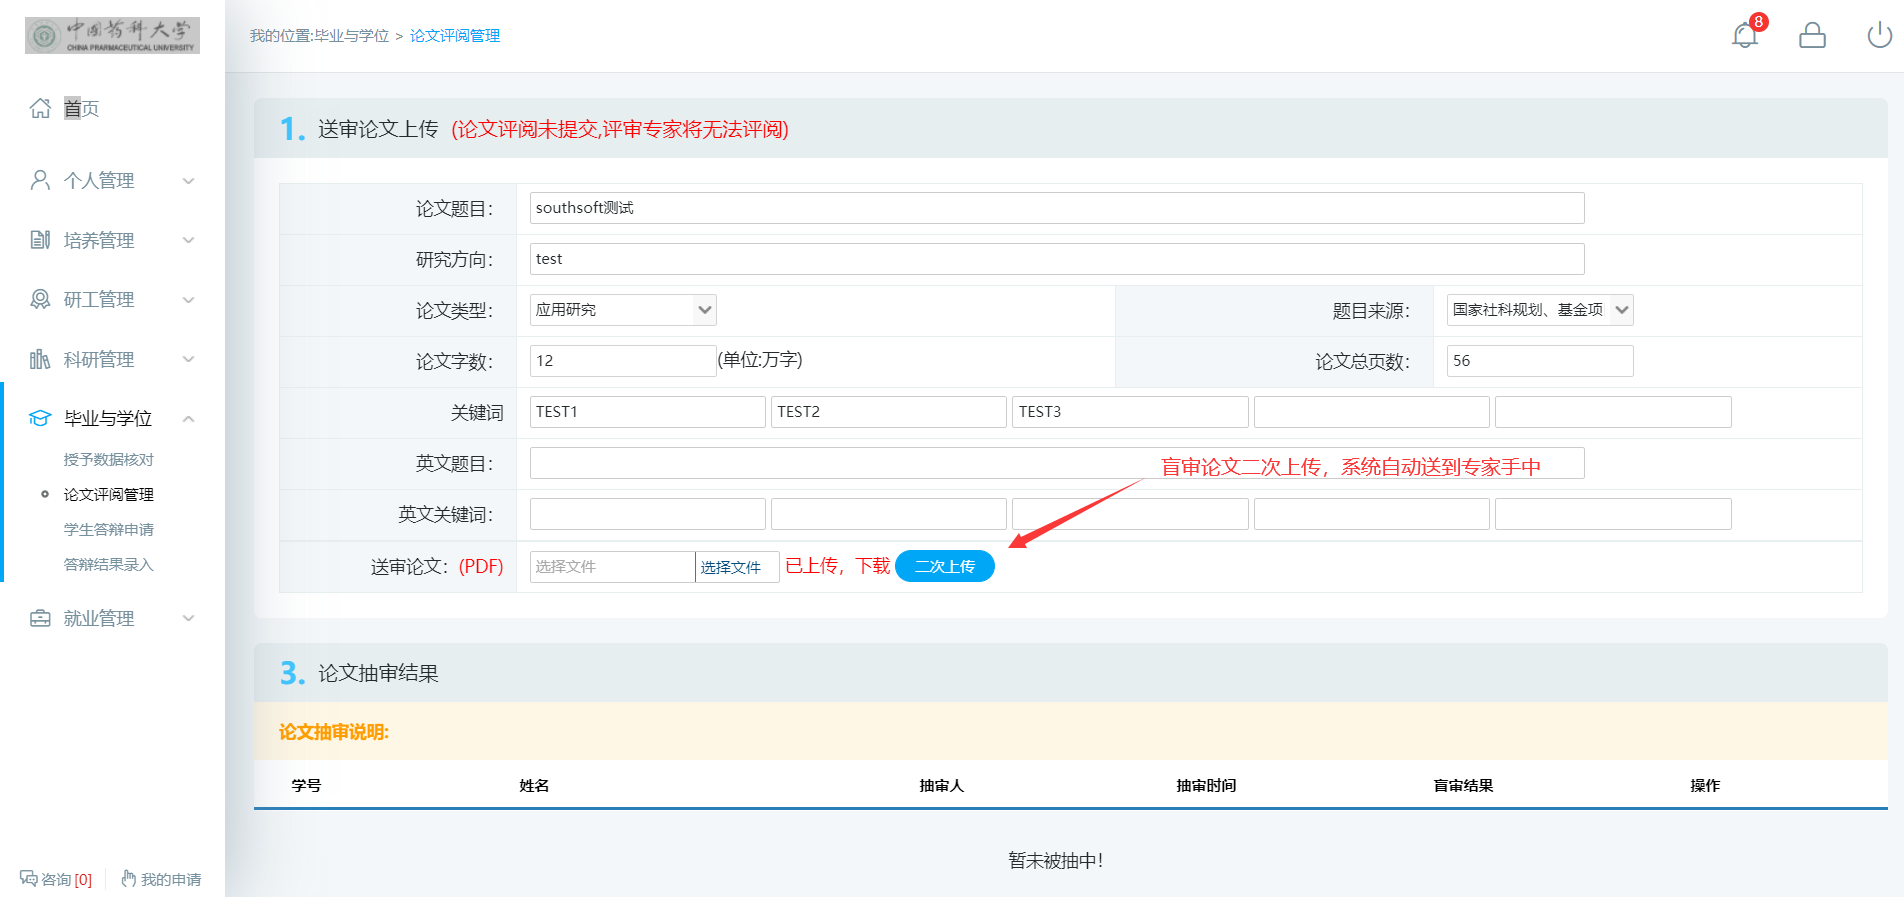 中国药科大学
CHINA PHARMACEUTICAL UNIVERSITY
我的位置:毕业与学位 > 论文评阅管理
8
首页
个人管理
培养管理
研工管理
科研管理
毕业与学位
授予数据核对
论文评阅管理
学生答辩申请
答辩结果录入
就业管理
咨询 [0]
我的申请
1. 送审论文上传 (论文评阅未提交,评审专家将无法评阅)
论文题目： southsoft测试
研究方向： test
论文类型： 应用研究 题目来源： 国家社科规划、基金项
论文字数： 12 (单位:万字) 论文总页数： 56
关键词 TEST1 TEST2 TEST3
英文题目：
盲审论文二次上传，系统自动送到专家手中
英文关键词：
送审论文：(PDF) 选择文件 选择文件 已上传，下载 二次上传
3. 论文抽审结果
论文抽审说明:
学号 姓名 抽审人 抽审时间 盲审结果 操作
暂未被抽中！